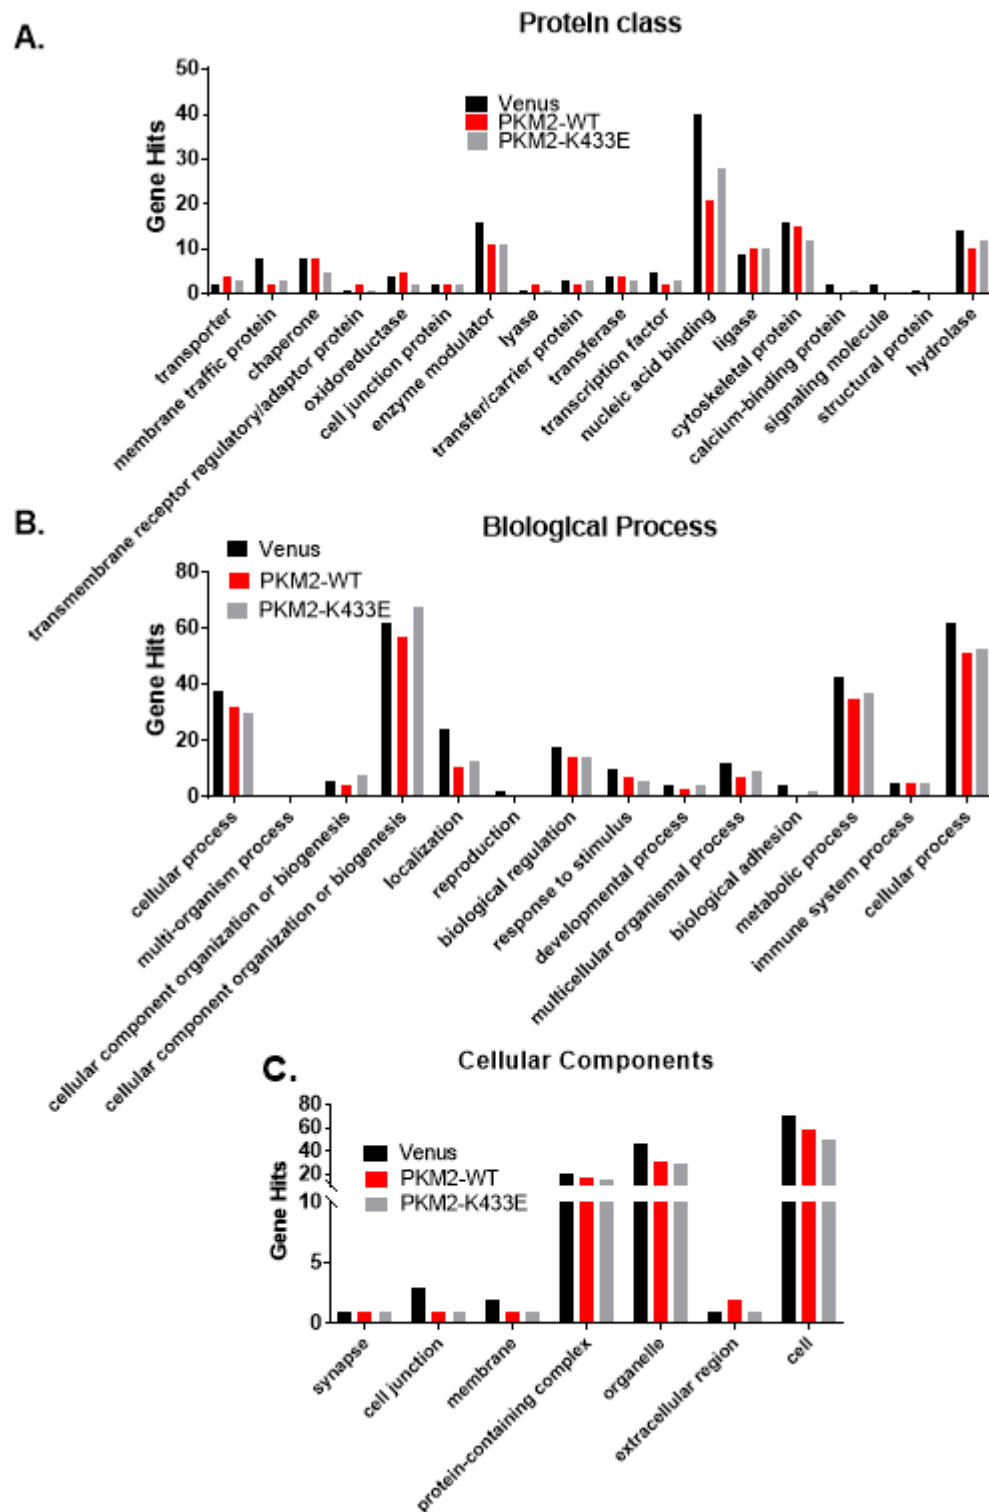 A.
Protein class
Gene Hits
50
40
30
20
10
0
Venus
PKM2-WT
PKM2-K433E
transporter
membrane traffic protein
chaperone
transmembrane receptor regulatory/adaptor protein
oxidoreductase
cell junction protein
enzyme modulator
lyase
transfer/carrier protein
transferase
transcription factor
nucleic acid binding
ligase
cytoskeletal protein
calcium-binding protein
signaling molecule
structural protein
hydrolase
B.
Biological Process
Gene Hits
80
60
40
20
0
Venus
PKM2-WT
PKM2-K433E
cellular process
multi-organism process
cellular component organization or biogenesis
cellular component organization or biogenesis
localization
reproduction
biological regulation
response to stimulus
developmental process
multicellular organismal process
biological adhesion
metabolic process
immune system process
cellular process
C.
Cellular Components
Gene Hits
80
60
40
20
10
5
0
Venus
PKM2-WT
PKM2-K433E
synapse
cell junction
membrane
protein-containing complex
organelle
extracellular region
cell